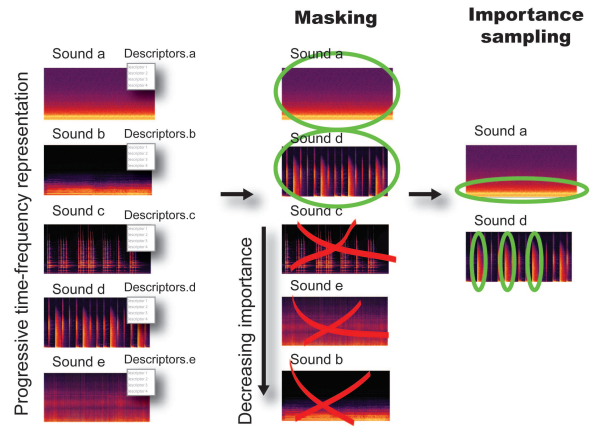 Masking
Importance
sampling
Progressive time-frequency representation
Sound a
Descriptors.a
Sound b
Descriptors.b
Sound c
Descriptors.c
Sound d
Descriptors.d
Sound e
Descriptors.e
Decreasing importance
Sound a
Sound d
Sound c
Sound e
Sound b
Sound a
Sound d